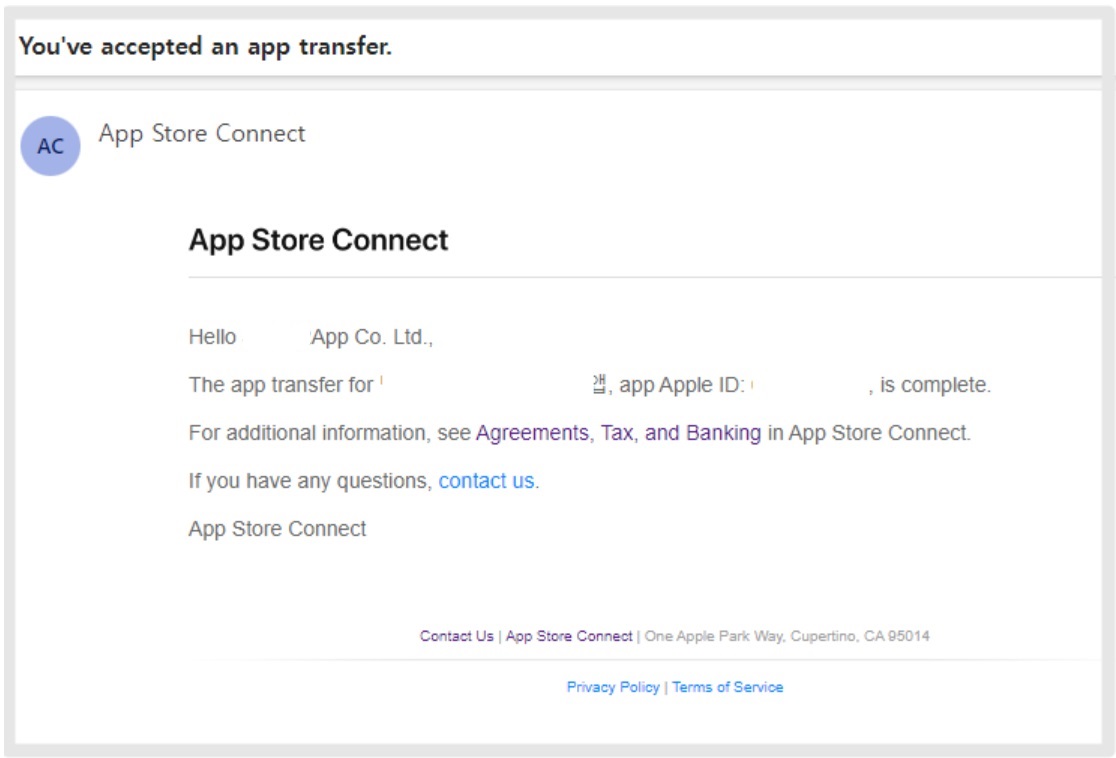 You've accepted an app transfer.
AC
App Store Connect
App Store Connect
Hello App Co. Ltd.,
The app transfer for 앱, app Apple ID: , is complete.
For additional information, see Agreements, Tax, and Banking in App Store Connect.
If you have any questions, contact us.
App Store Connect
Contact Us | App Store Connect | One Apple Park Way, Cupertino, CA 95014
Privacy Policy | Terms of Service